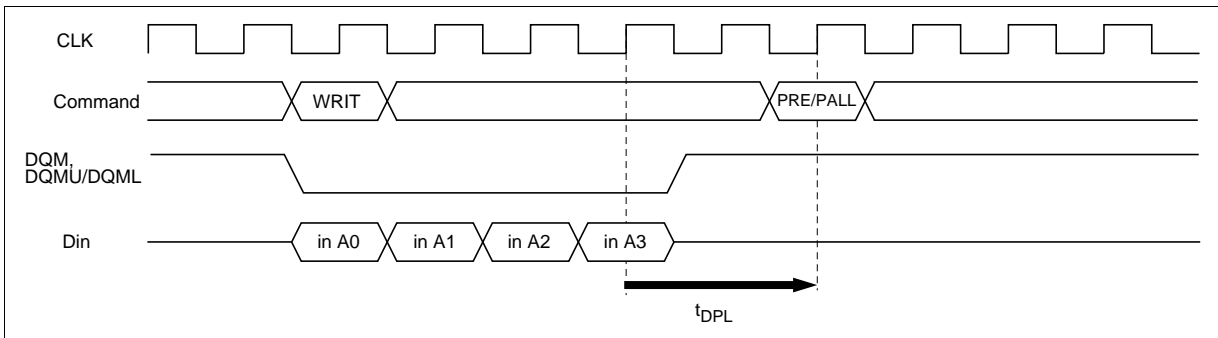 CLK
Command
WRIT
PRE/PALL
DQM,
DQMU/DQML
Din
in A0
in A1
in A2
in A3
tDPL